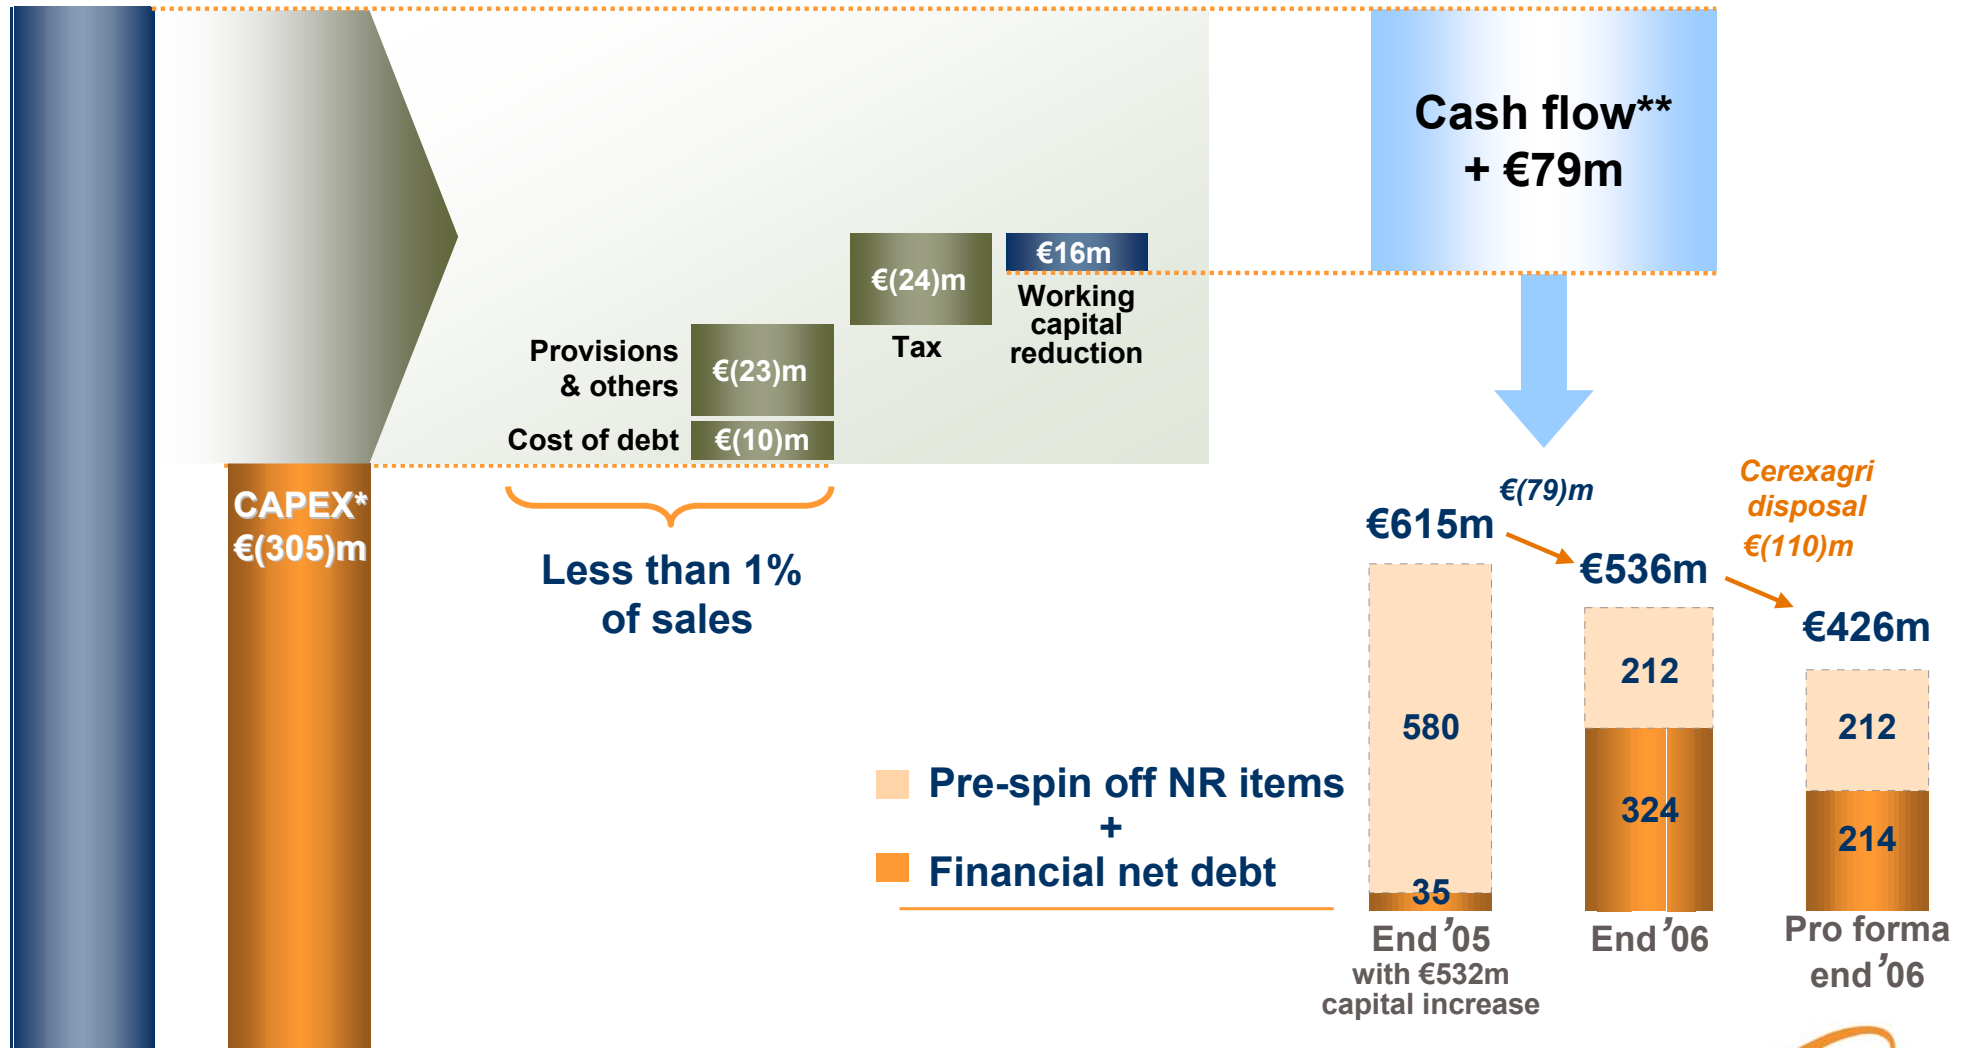 Cash flow**
+ €79m
€16m
€(24)m
Working
capital
reduction
Tax
Provisions
& others
€(23)m
Cost of debt
€(10)m
CAPEX*
€(305)m
Less than 1%
of sales
€(79)m
Cerexagri
disposal
€(110)m
€615m
€536m
€426m
580
35
212
324
212
214
Pre-spin off NR items
+
Financial net debt
End '05
with €532m
capital increase
End '06
Pro forma
end '06